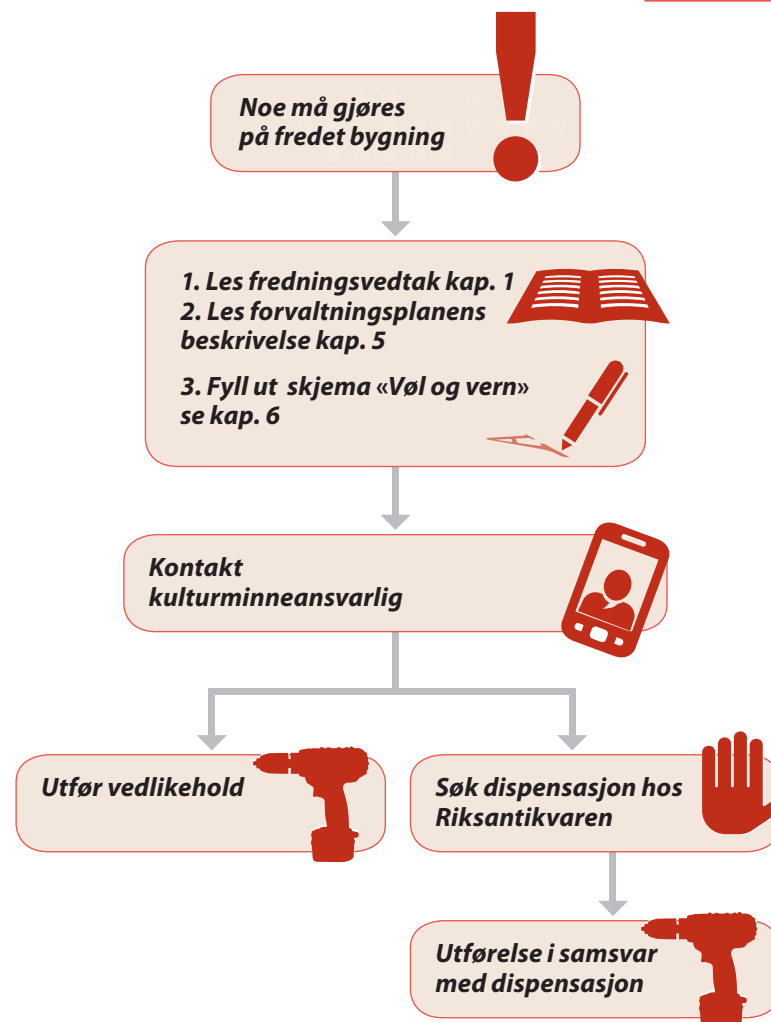 Noe må gjøres
på fredet bygning
1. Les fredningsvedtak kap. 1
2. Les forvaltningsplanens
beskrivelse kap. 5
3. Fyll ut skjema «Vøl og vern»
se kap. 6
Kontakt
kulturminneansvarlig
Utfør vedlikehold
Søk dispensasjon hos
Riksantikvaren
Utførelse i samsvar
med dispensasjon